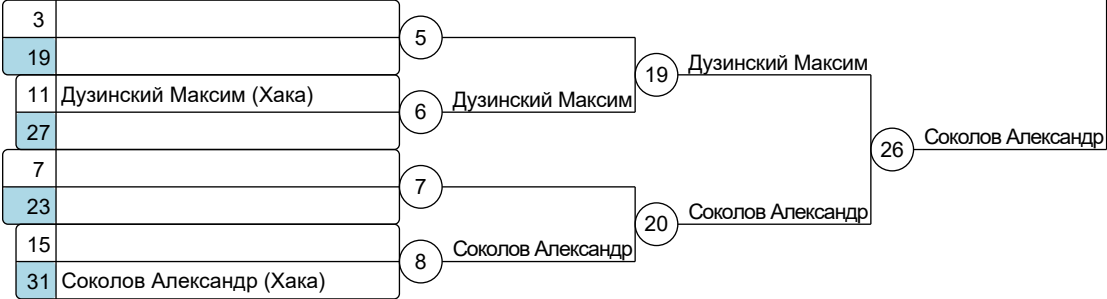 3
5
19
19 Дузинский Максим
11 Дузинский Максим (Хака)
6 Дузинский Максим
27
26 Соколов Александр
7
7
23
20 Соколов Александр
15
8 Соколов Александр
31 Соколов Александр (Хака)